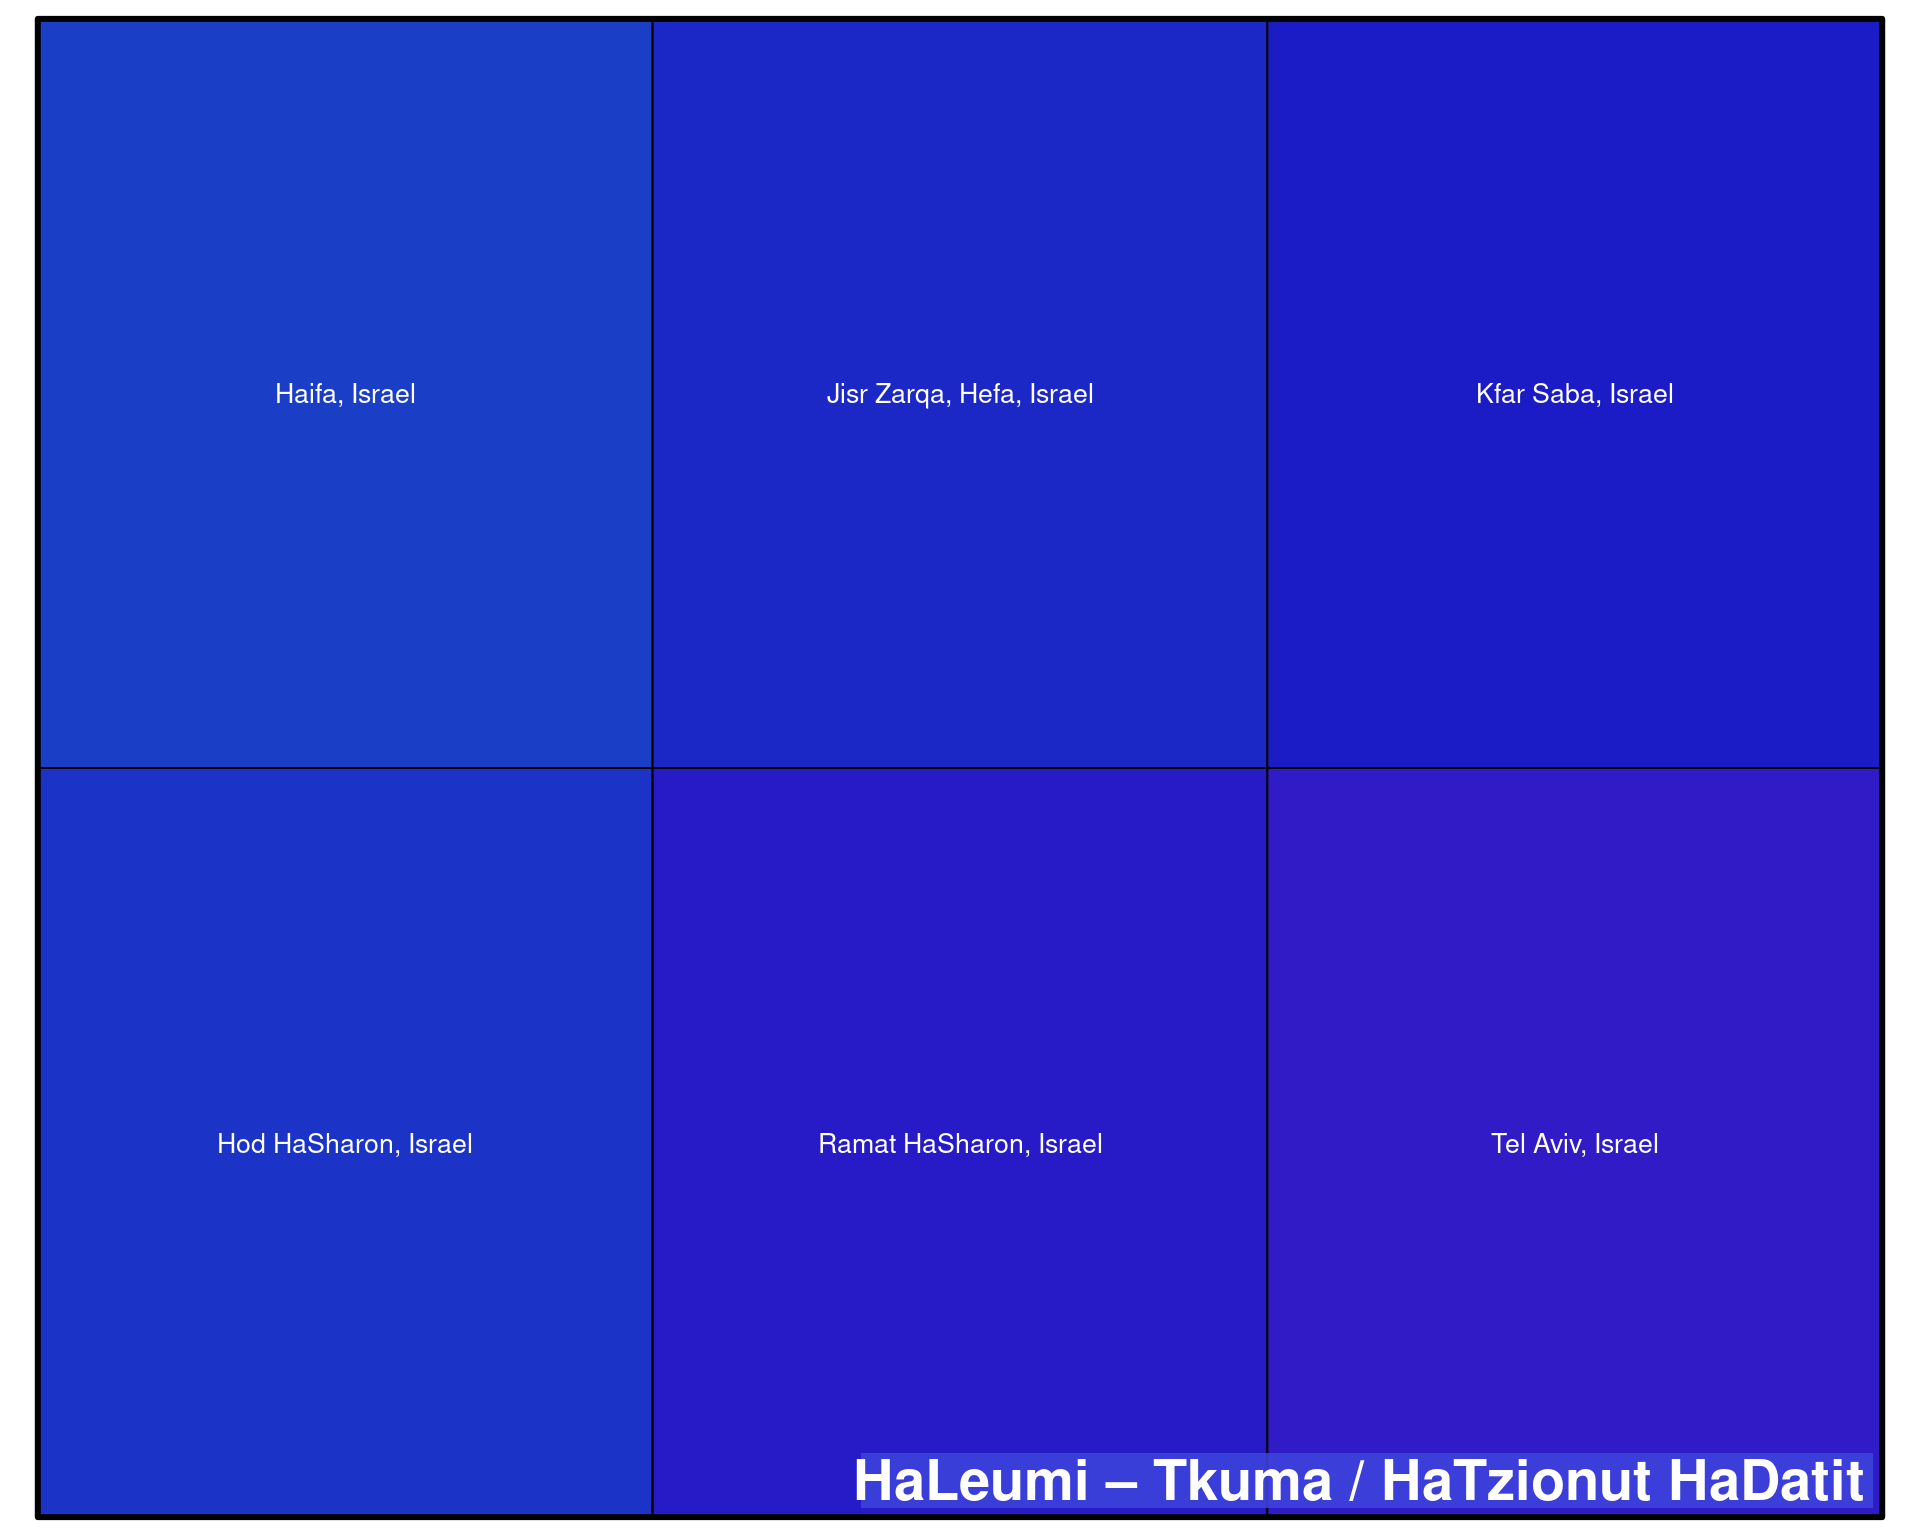 Haifa, Israel
Jisr Zarqa, Hefa, Israel
Kfar Saba, Israel
Hod HaSharon, Israel
Ramat HaSharon, Israel
Tel Aviv, Israel
HaLeumi – Tkuma / HaTzionut HaDatit